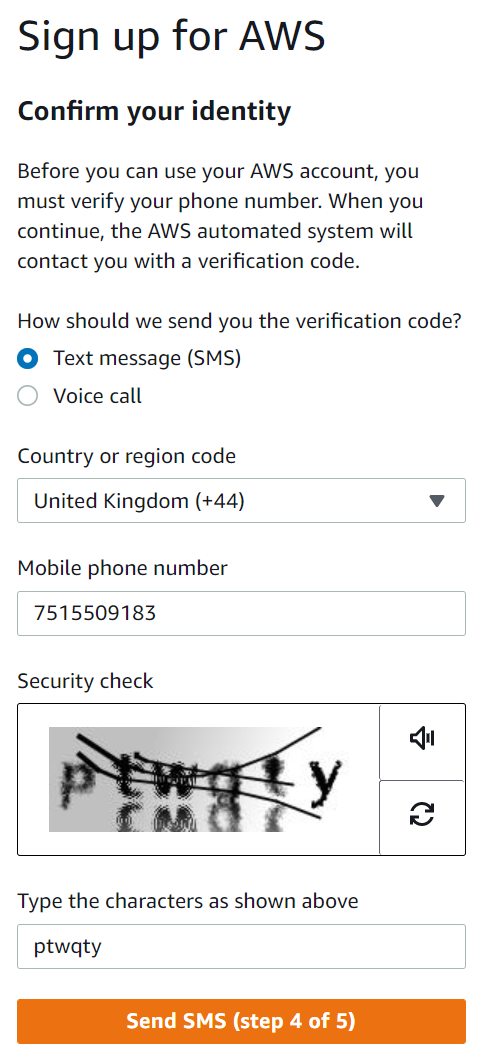 Sign up for AWS
Confirm your identity
Before you can use your AWS account, you
must verify your phone number. When you
continue, the AWS automated system will
contact you with a verification code.
How should we send you the verification code?
Text message (SMS)
Voice call
Country or region code
United Kingdom (+44)
Mobile phone number
7515509183
Security check
Type the characters as shown above
ptwqty
Send SMS (step 4 of 5)